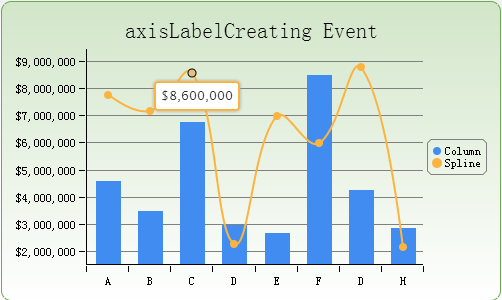 axisLabelCreating Event
$9,000,000
$8,000,000
$7,000,000
$6,000,000
$5,000,000
$4,000,000
$3,000,000
$2,000,000
$8,600,000
A B C D E F D H
Column
Spline